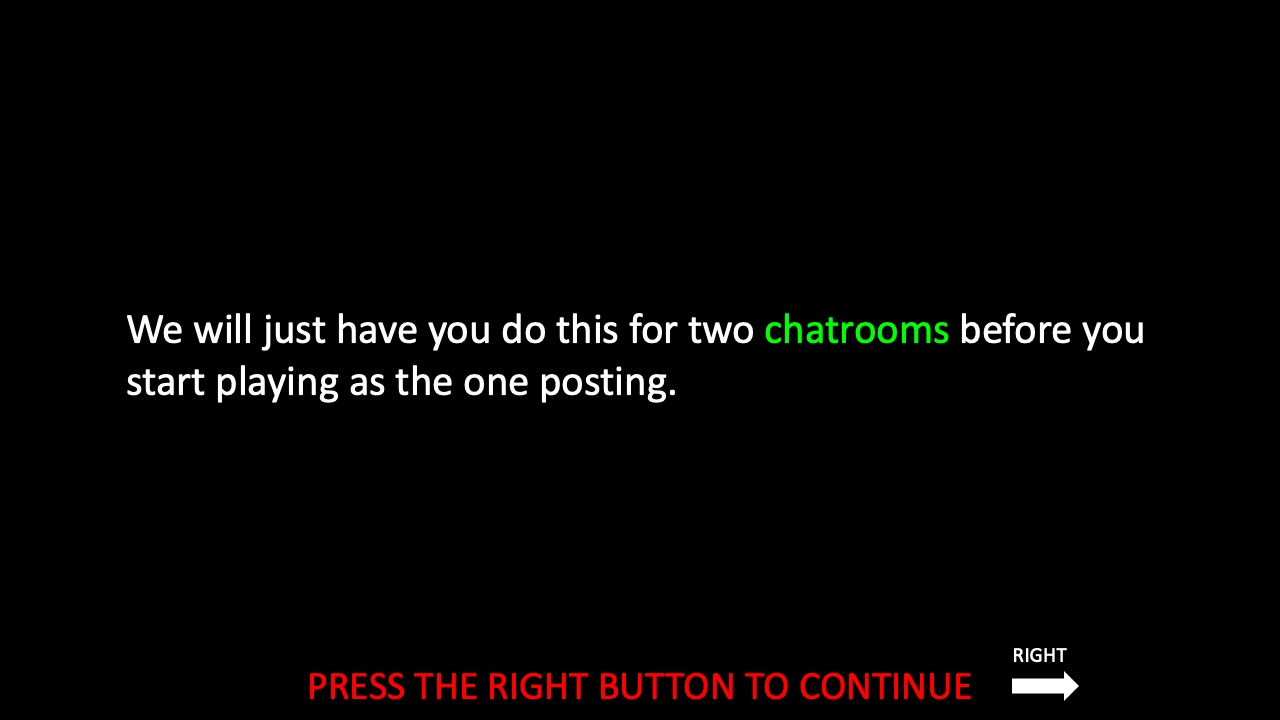 We will just have you do this for two chatrooms before you
start playing as the one posting.
RIGHT
PRESS THE RIGHT BUTTON TO CONTINUE